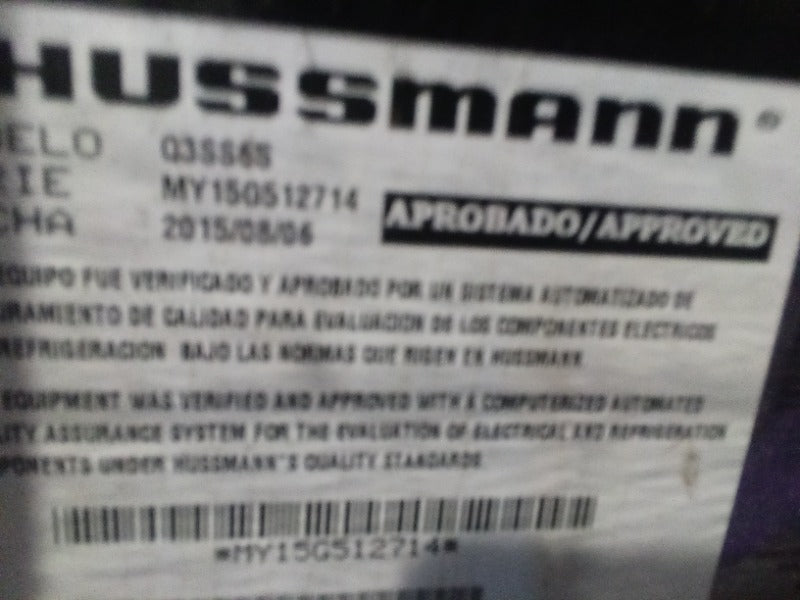 HUSSMANN®
DELO Q3SS6S
RIE MY15G512714
CHA 2015/08/06
APROBADO/APPROVED
EQUIPO FUE VERIFICADO Y APROBADO POR UN SISTEMA AUTOMATIZADO DE
URAMIENTO DE CALIDAD PARA EVALUACION DE LOS COMPONENTES ELECTRICOS
REFRIGERACION BAJO LAS NORMAS QUE RIGEN EN HUSSMANN
EQUIPMENT WAS VERIFIED AND APPROVED WITH A COMPUTERIZED AUTOMATED
LITY ASSURANCE SYSTEM FOR THE EVALUATION OF ELECTRICAL AND REFRIGERATION
PONENTS UNDER HUSSMANN'S QUALITY STANDARDS
*MY15G512714*